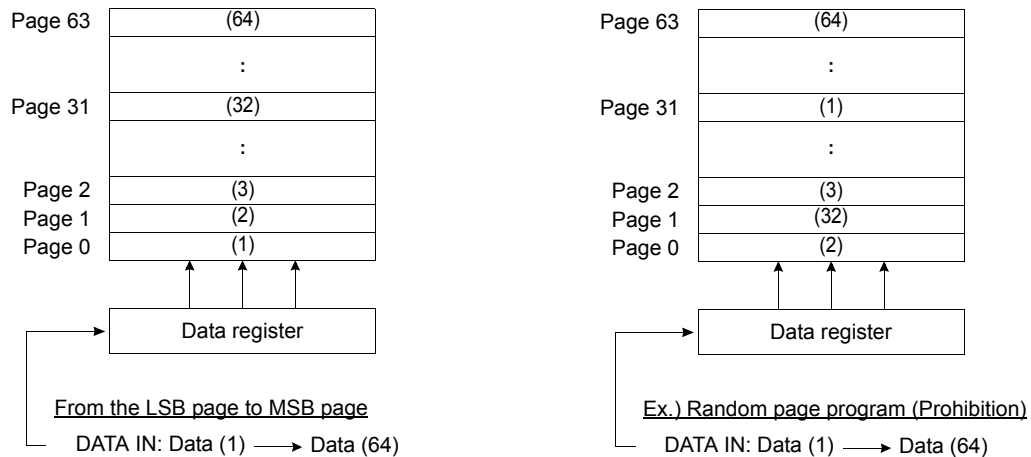 Page 63 (64)
:
Page 31 (32)
:
Page 2 (3)
Page 1 (2)
Page 0 (1)
Data register
From the LSB page to MSB page
DATA IN: Data (1) Data (64)
Page 63 (64)
:
Page 31 (1)
:
Page 2 (3)
Page 1 (32)
Page 0 (2)
Data register
Ex.) Random page program (Prohibition)
DATA IN: Data (1) Data (64)